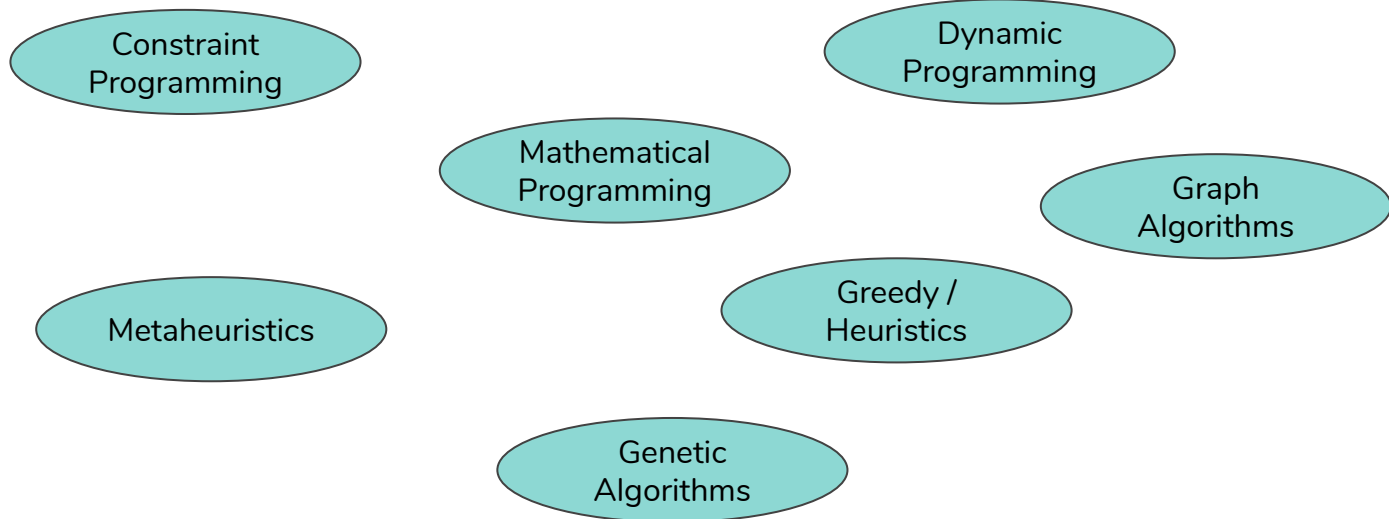 Constraint
Programming
Dynamic
Programming
Mathematical
Programming
Graph
Algorithms
Metaheuristics
Greedy /
Heuristics
Genetic
Algorithms